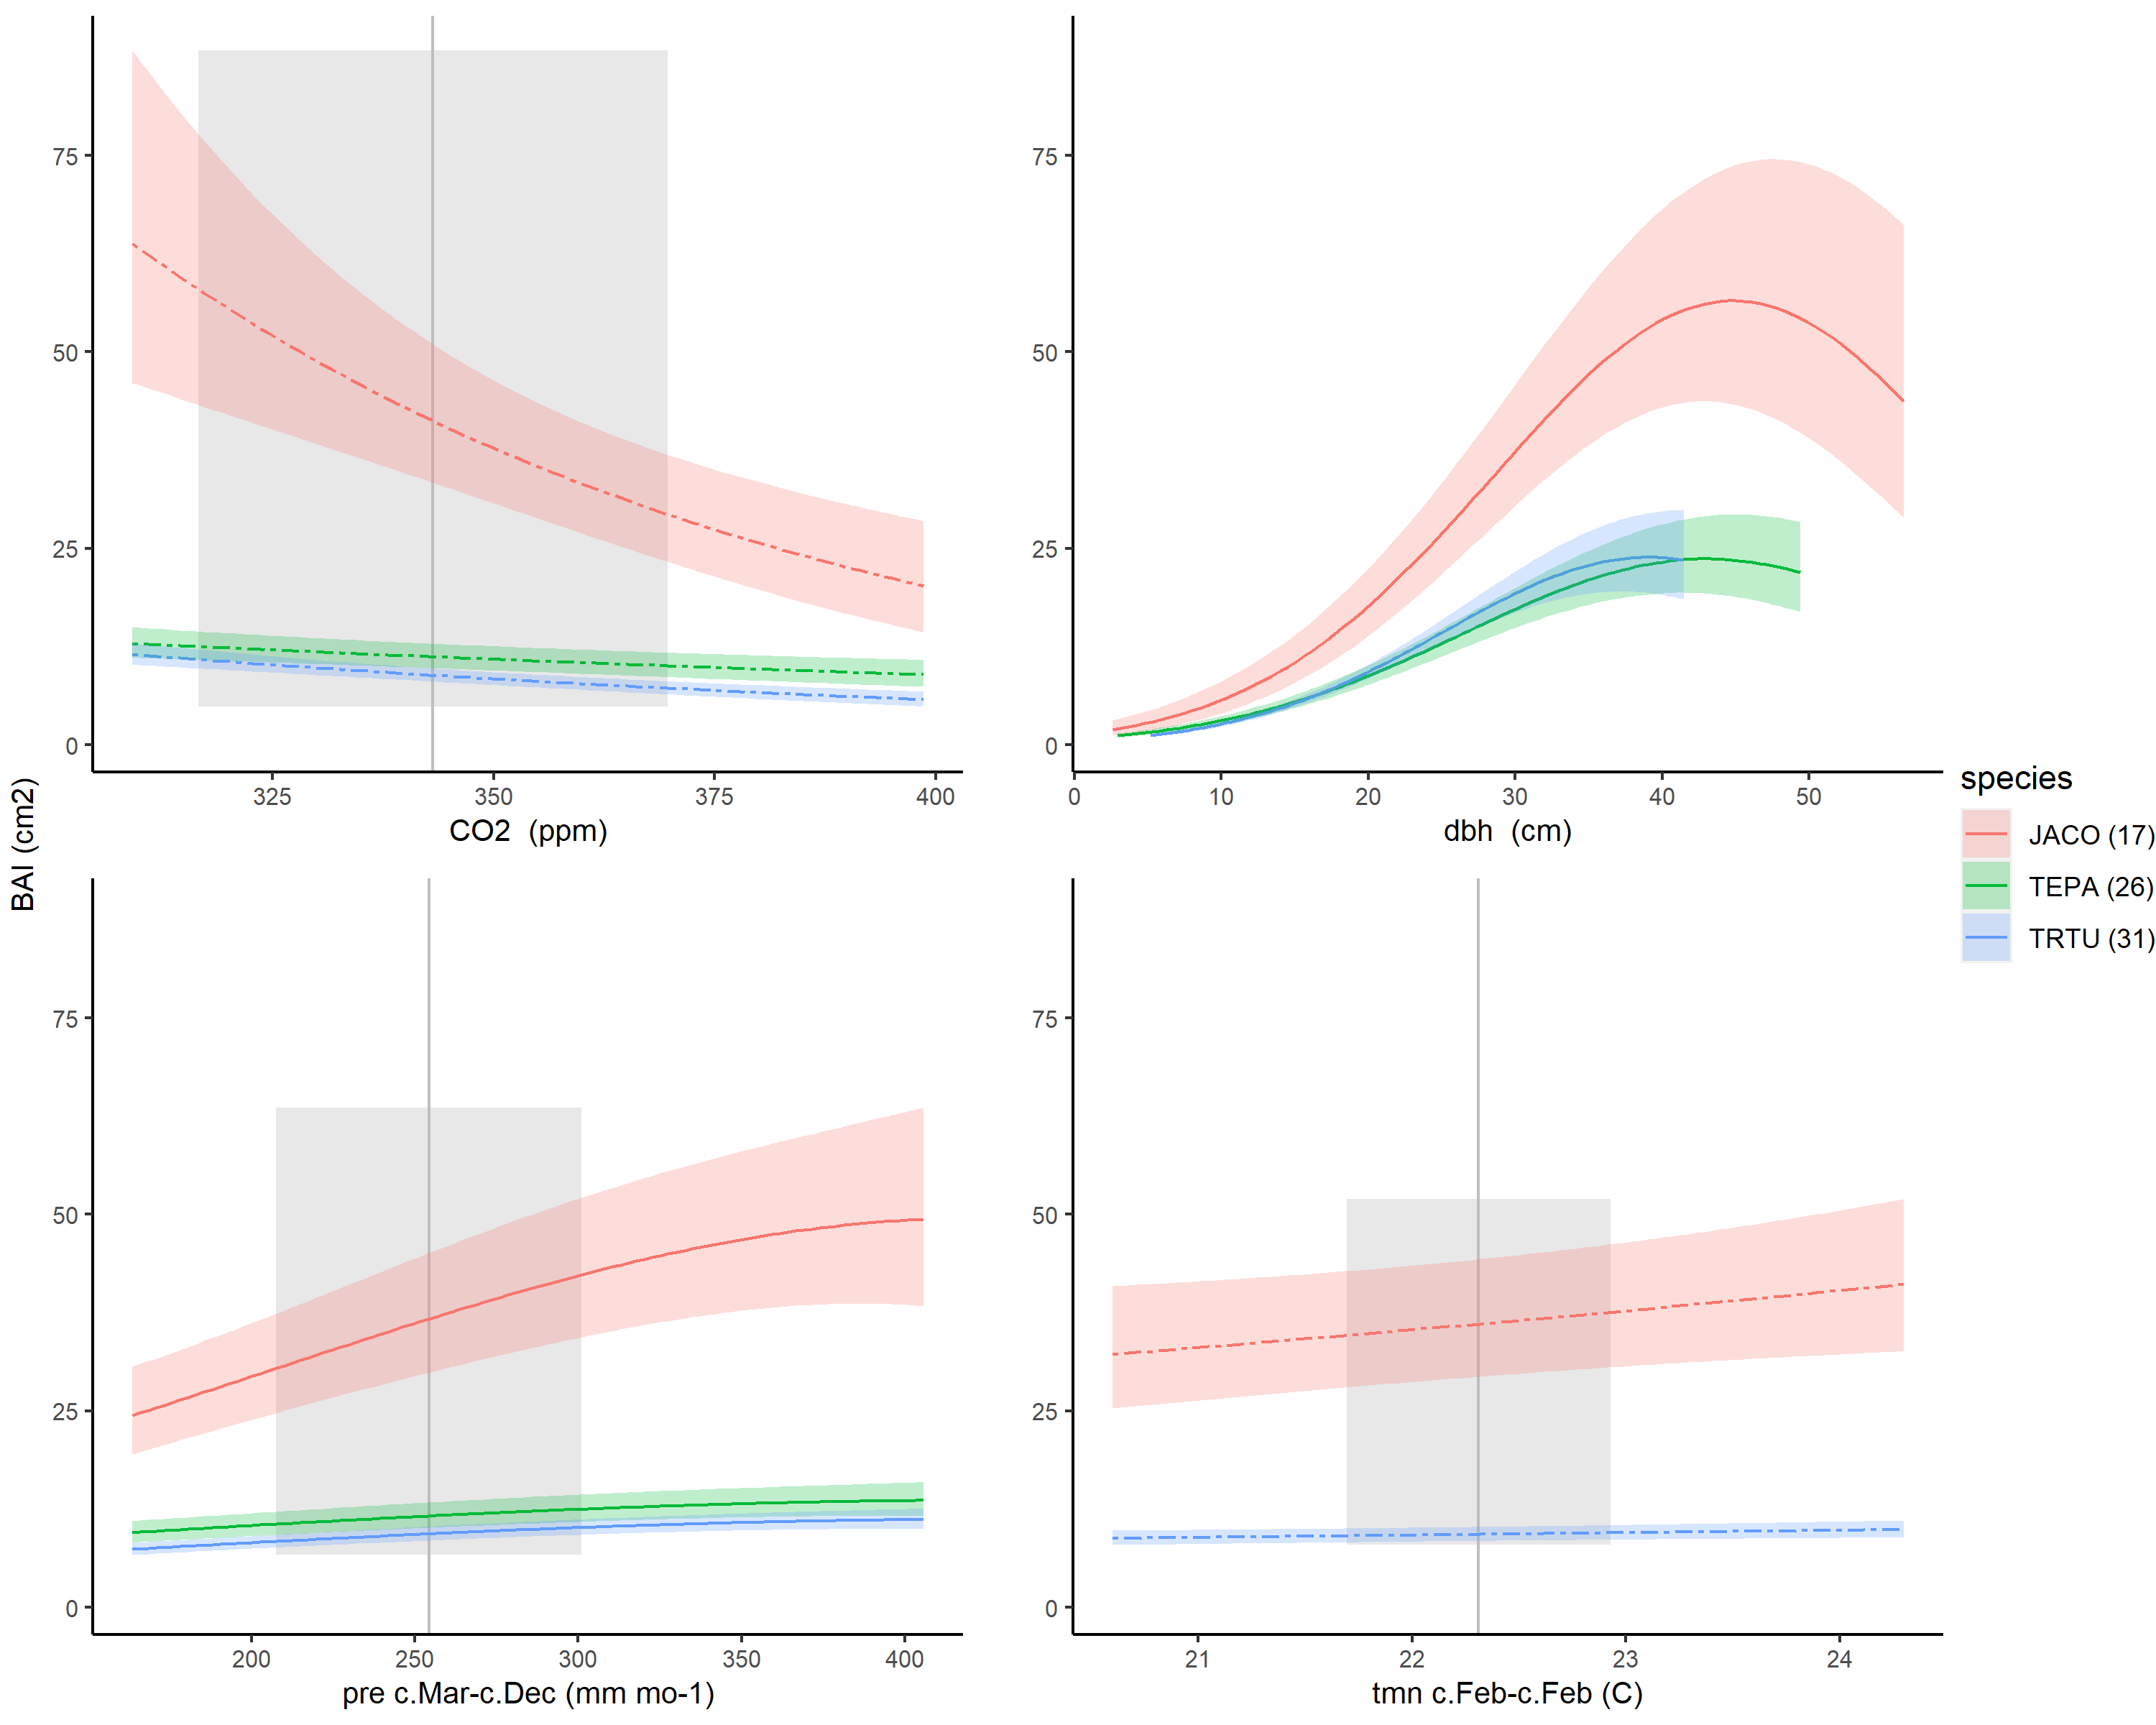 BAI (cm2)
75
50
25
0
325 350 375 400
CO2 (ppm)
75
50
25
0
0 10 20 30 40 50
dbh (cm)
75
50
25
0
200 250 300 350 400
pre c.Mar-c.Dec (mm mo-1)
75
50
25
0
21 22 23 24
tmn c.Feb-c.Feb (C)
species
JACO (17)
TEPA (26)
TRTU (31)